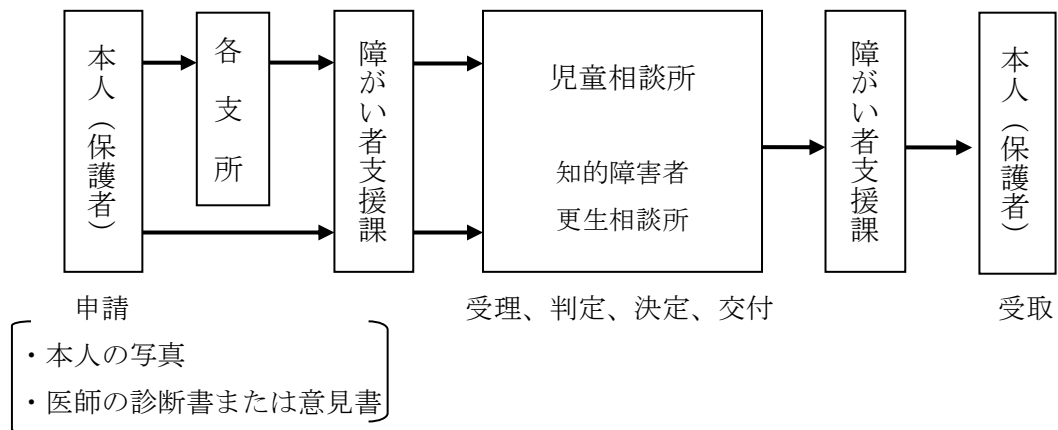 本人（保護者）
各支所
障がい者支援課
児童相談所
知的障害者
更生相談所
障がい者支援課
本人（保護者）
申請
受理、判定、決定、交付
受取
・本人の写真
・医師の診断書または意見書